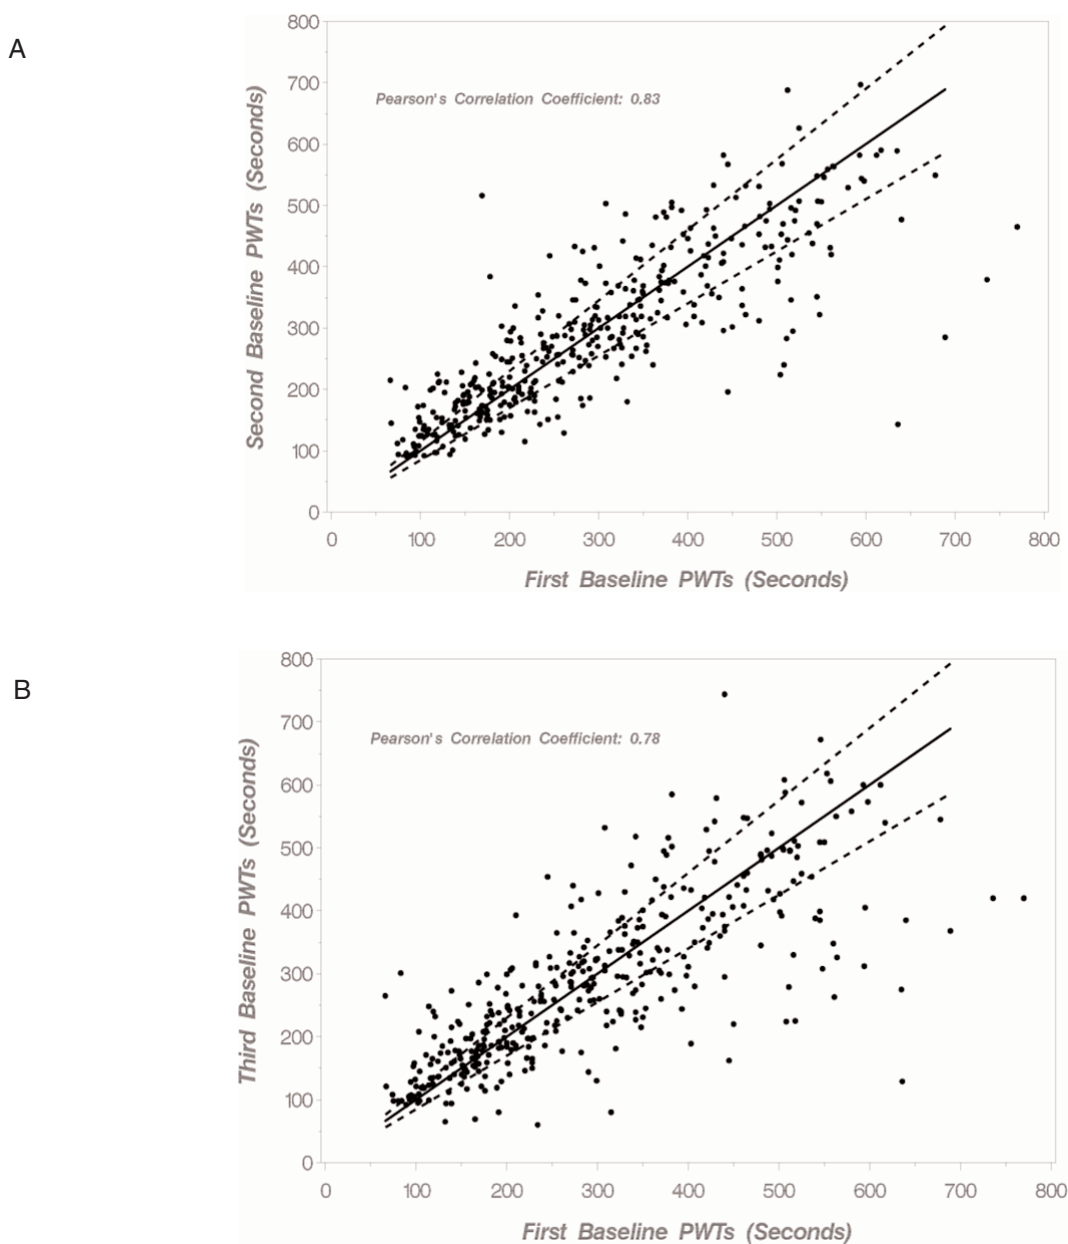 A
800
700
600
500
400
300
200
100
0
Second Baseline PWTs (Seconds)
Pearson's Correlation Coefficient: 0.83
0 100 200 300 400 500 600 700 800
First Baseline PWTs (Seconds)
B
800
700
600
500
400
300
200
100
0
Third Baseline PWTs (Seconds)
Pearson's Correlation Coefficient: 0.78
0 100 200 300 400 500 600 700 800
First Baseline PWTs (Seconds)